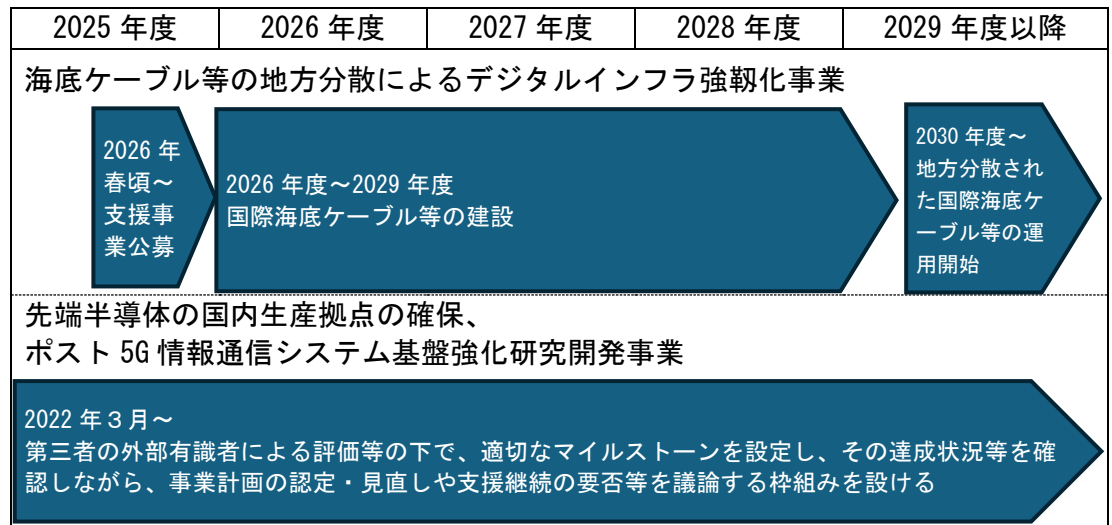 2025 年度 2026 年度 2027 年度 2028 年度 2029 年度以降
海底ケーブル等の地方分散によるデジタルインフラ強靱化事業
2026 年
春頃～
支援事
業公募
2026 年度～2029 年度
国際海底ケーブル等の建設
2030 年度～
地方分散され
た国際海底ケ
ーブル等の運
用開始
先端半導体の国内生産拠点の確保、
ポスト 5G 情報通信システム基盤強化研究開発事業
2022 年３月～
第三者の外部有識者による評価等の下で、適切なマイルストーンを設定し、その達成状況等を確
認しながら、事業計画の認定・見直しや支援継続の要否等を議論する枠組みを設ける